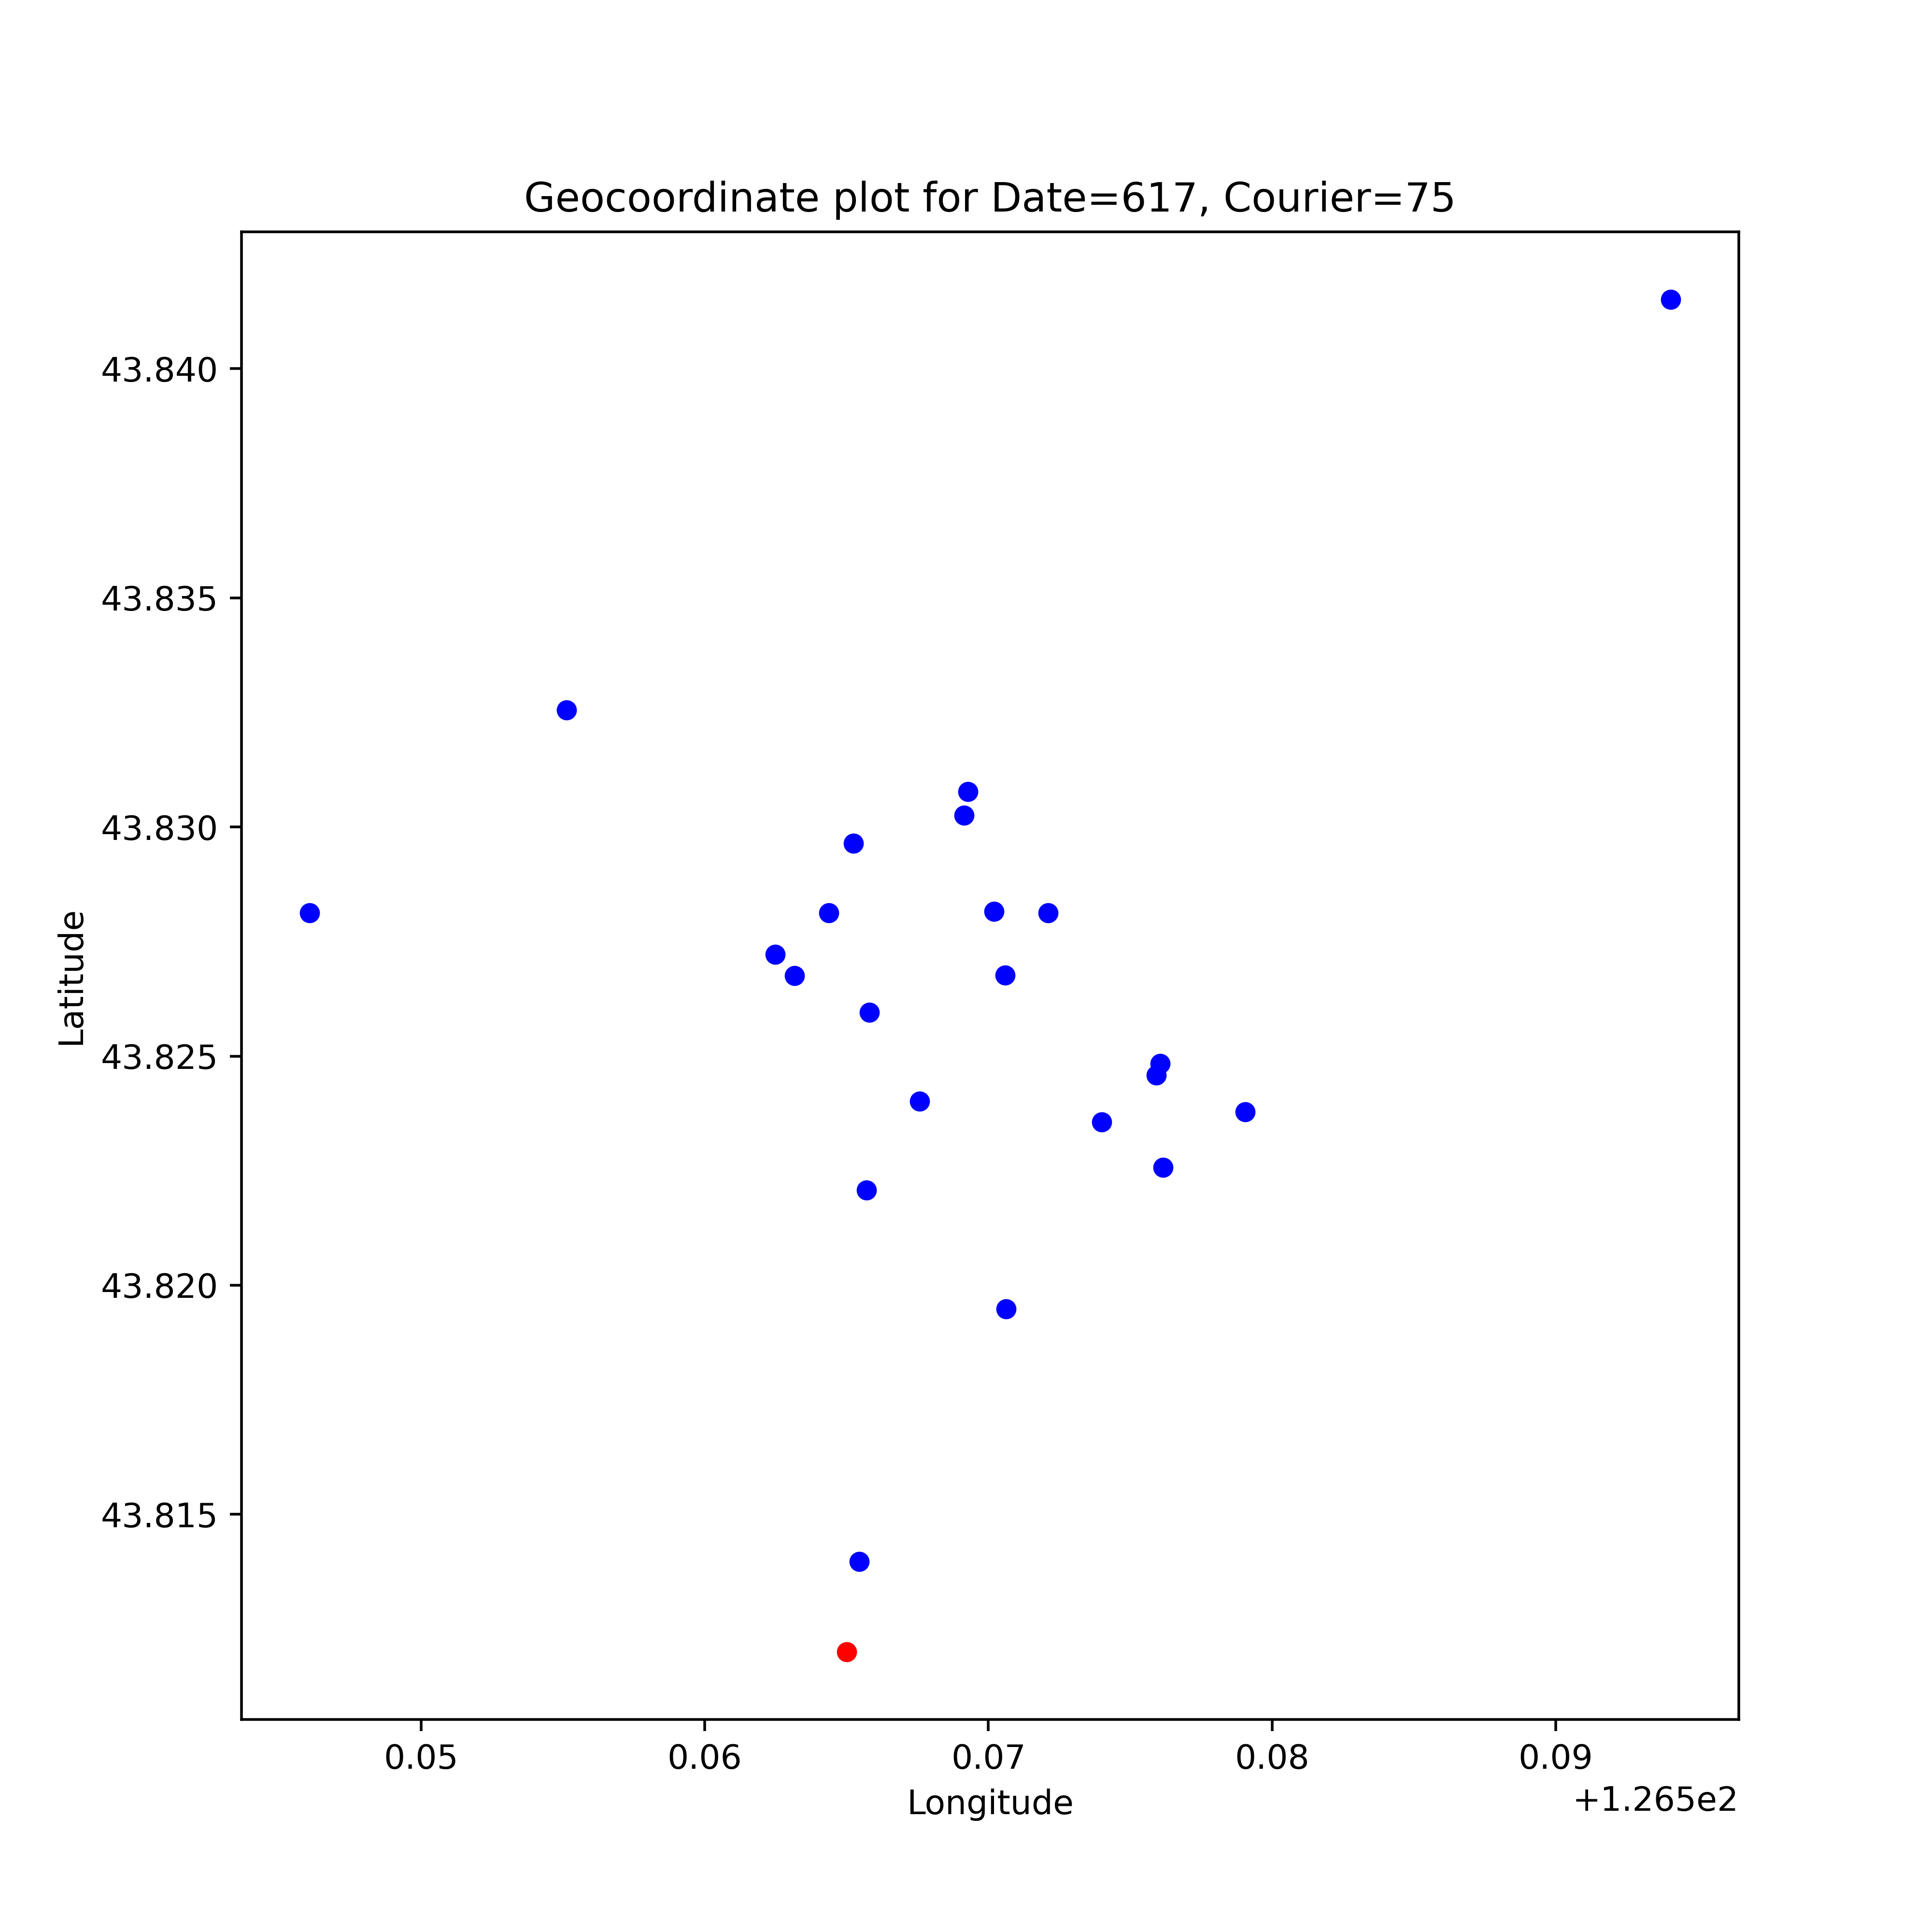 Geocoordinate plot for Date=617, Courier=75
43.840
43.835
43.830
43.825
43.820
43.815
Latitude
0.05 0.06 0.07 0.08 0.09
Longitude
+1.265e2